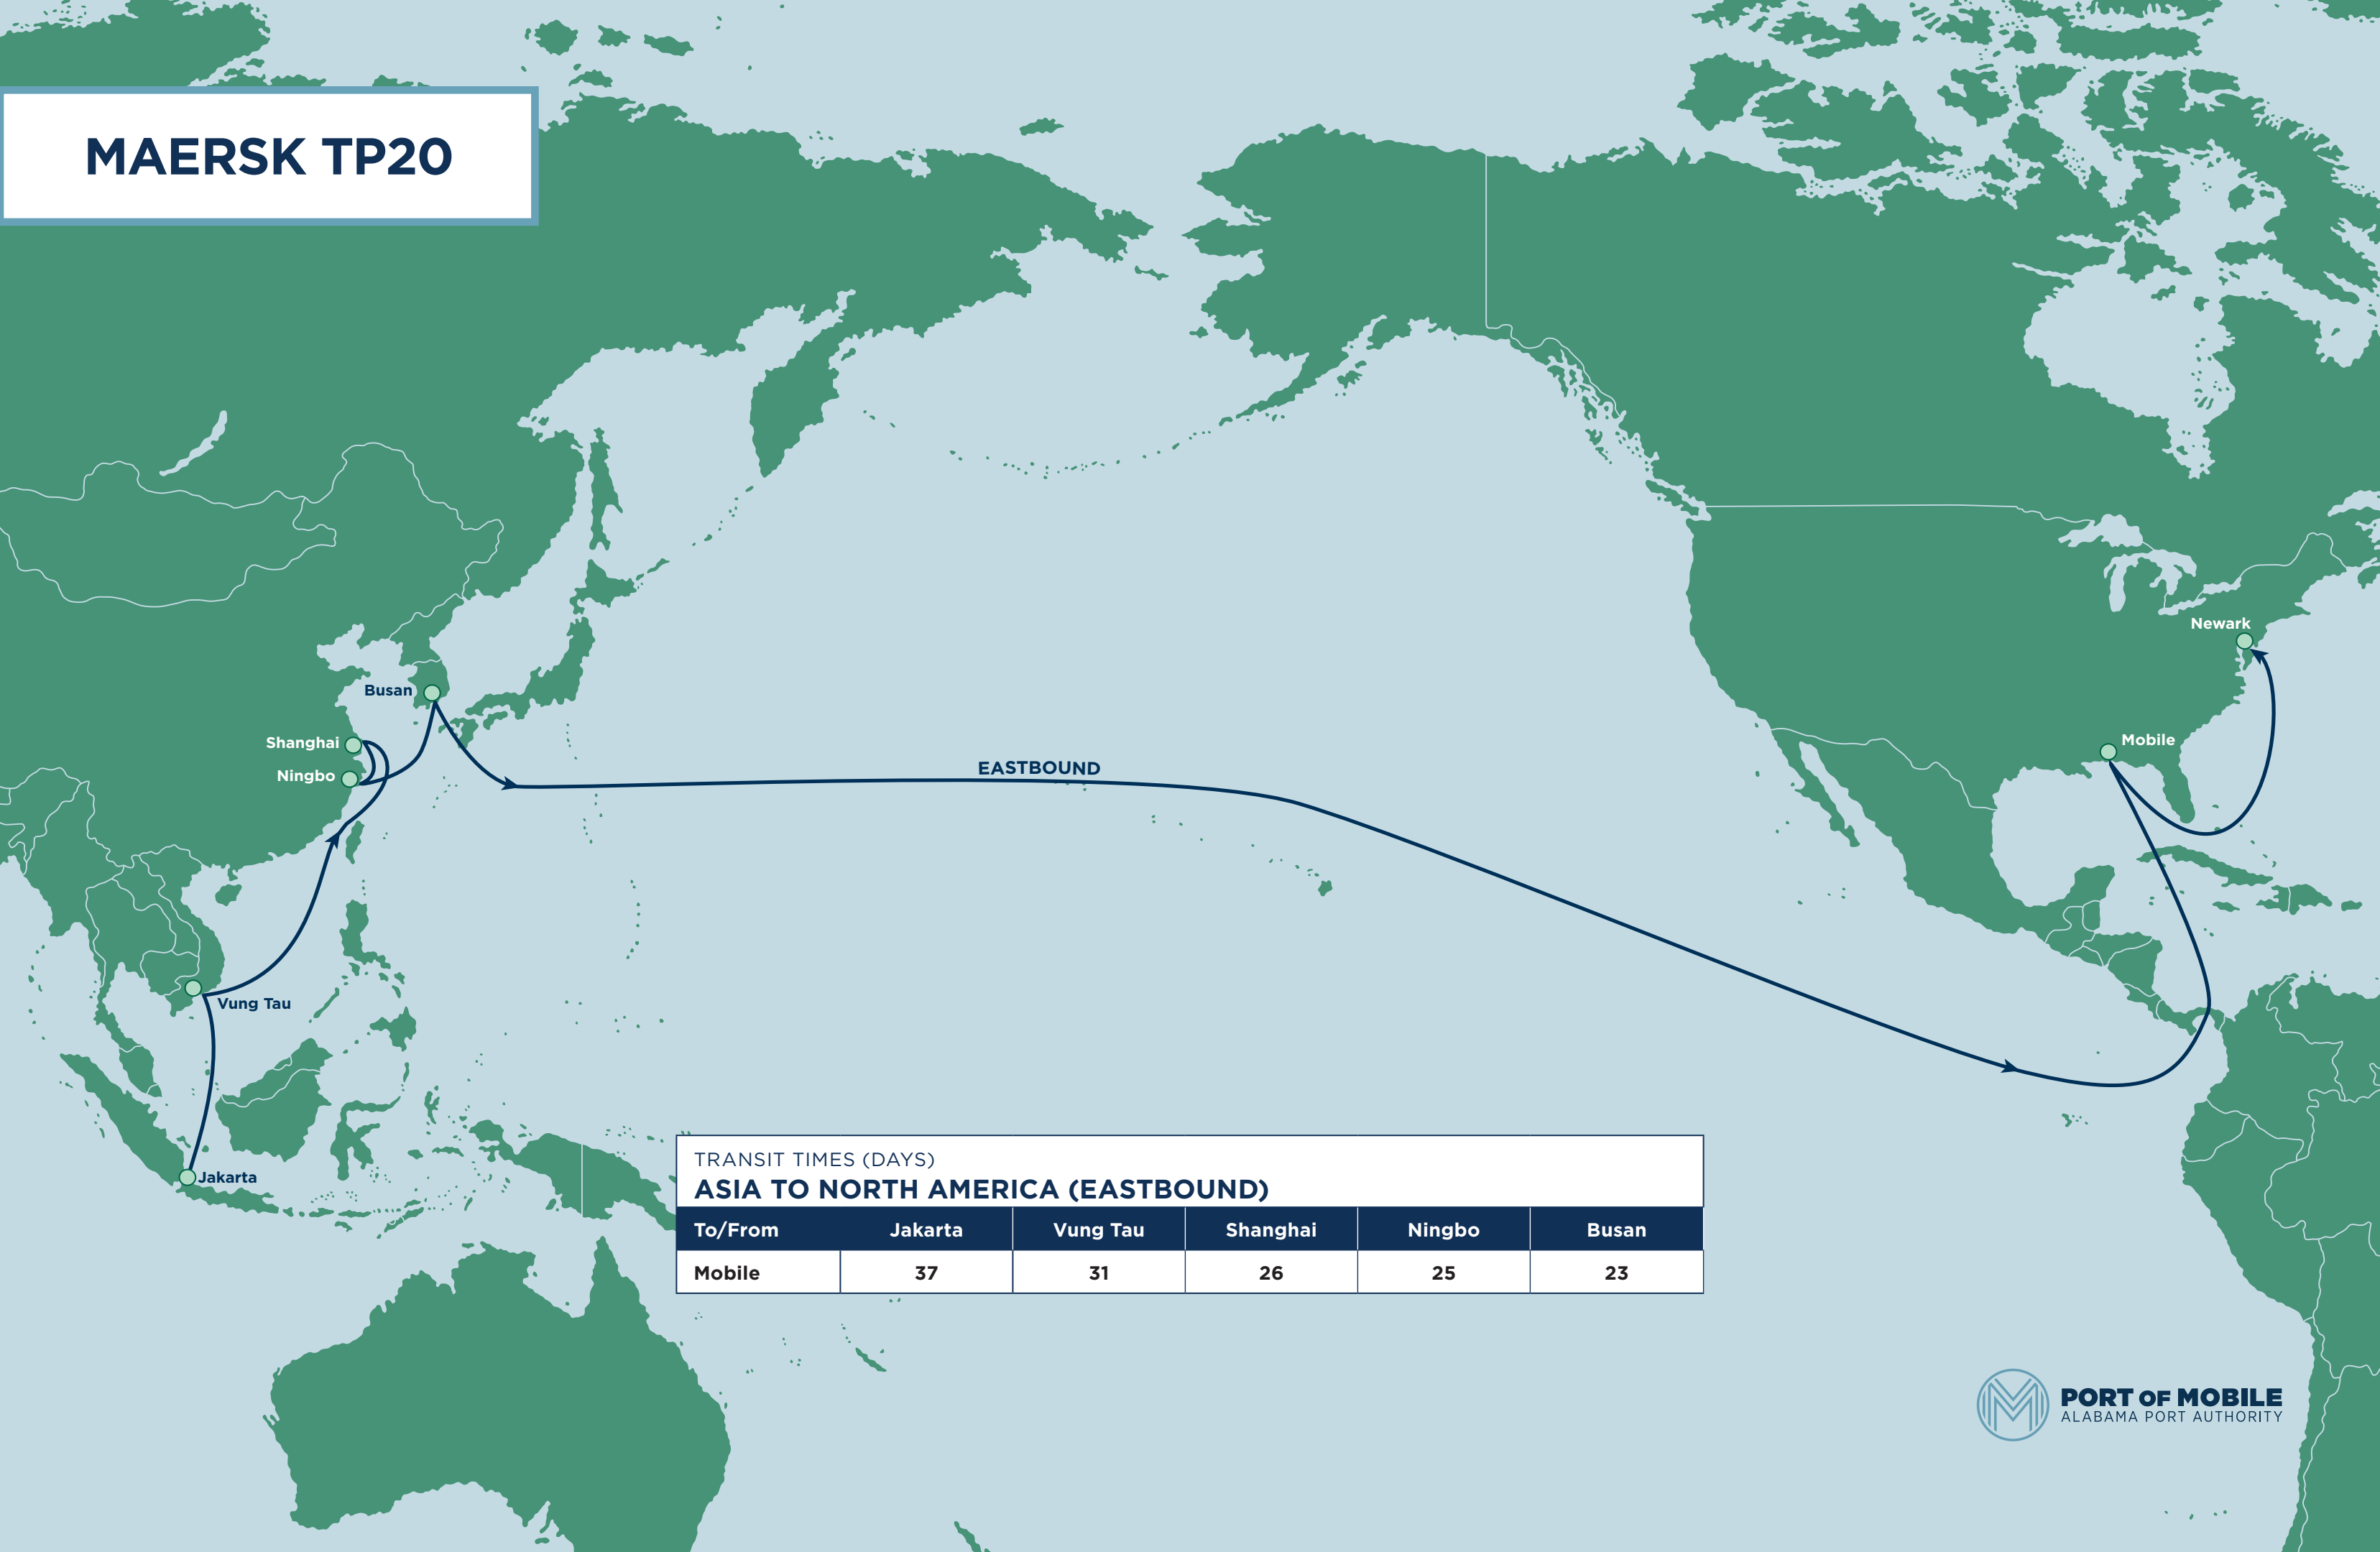 MAERSK TP20
Newark
Busan
Mobile
Shanghai
EASTBOUND
Ningbo
Vung Tau
Jakarta
TRANSIT TIMES (DAYS)
ASIA TO NORTH AMERICA (EASTBOUND)
To/From Jakarta Vung Tau Shanghai Ningbo Busan
Mobile 37 31 26 25 23
PORT OF MOBILE
ALABAMA PORT AUTHORITY